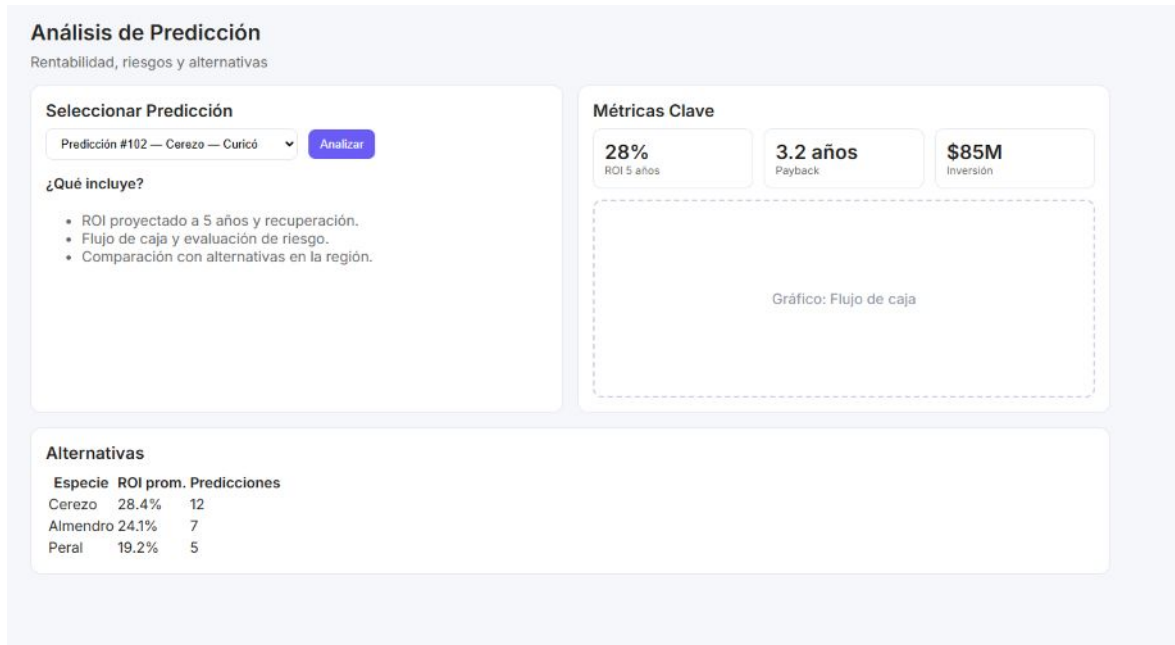 Análisis de Predicción
Rentabilidad, riesgos y alternativas
Seleccionar Predicción
Predicción #102 — Cerezo — Curicó
Analizar
¿Qué incluye?
• ROI proyectado a 5 años y recuperación.
• Flujo de caja y evaluación de riesgo.
• Comparación con alternativas en la región.
Métricas Clave
28%
ROI 5 años
3.2 años
Payback
$85M
Inversión
Gráfico: Flujo de caja
Alternativas
Especie ROI prom. Predicciones
Cerezo 28.4% 12
Almendro 24.1% 7
Peral 19.2% 5